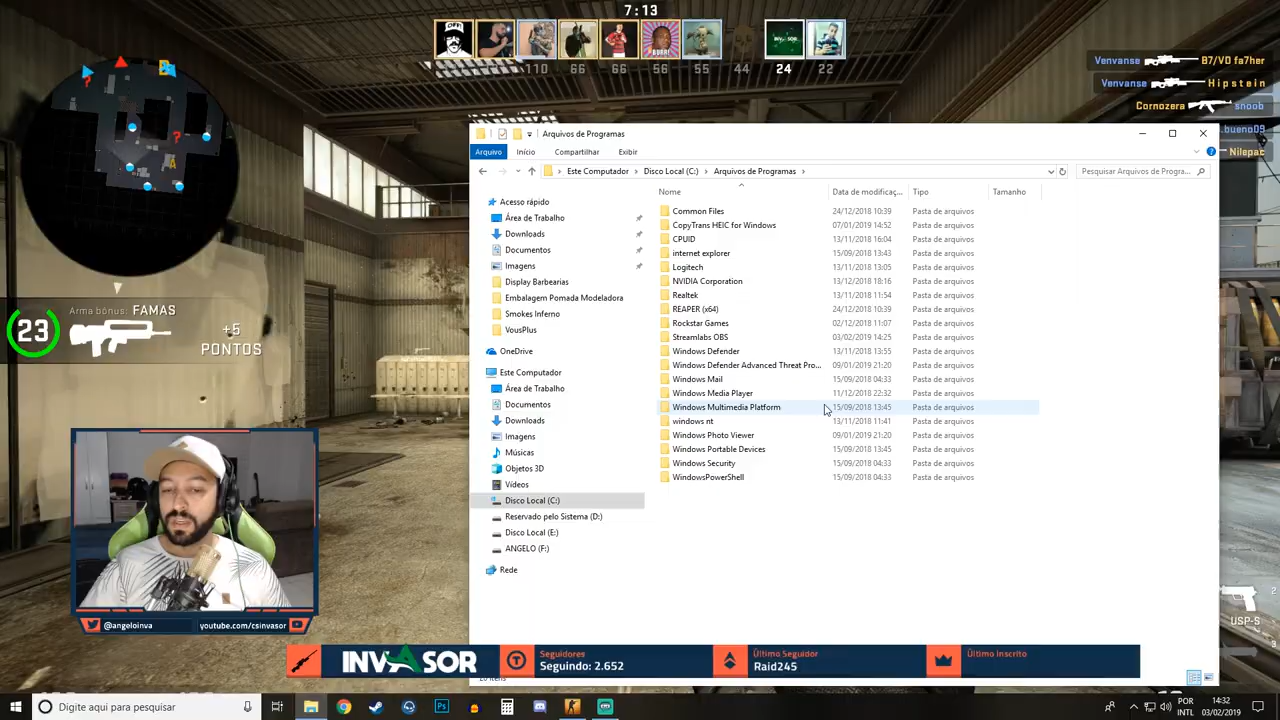 7:13
OFF!
BORA!
INVASOR
110 66 66 56 55 44 24 22
Venvanse B7/V0 fa7her
Venvanse Hipstein
Cornozera snoob
.bueno09
Nilepac
Arma bônus: FAMAS
23
+5
PONTOS
USP-S
2
Arquivos de Programas
Arquivo Início Compartilhar Exibir
Este Computador > Disco Local (C:) > Arquivos de Programas >
Pesquisar Arquivos de Progra...
Nome Data de modificaç... Tipo Tamanho
Common Files 24/12/2018 10:39 Pasta de arquivos
CopyTrans HEIC for Windows 07/01/2019 14:52 Pasta de arquivos
CPUID 13/11/2018 16:04 Pasta de arquivos
internet explorer 15/09/2018 13:43 Pasta de arquivos
Logitech 13/11/2018 13:05 Pasta de arquivos
NVIDIA Corporation 13/12/2018 18:16 Pasta de arquivos
Realtek 13/11/2018 11:54 Pasta de arquivos
REAPER (x64) 24/12/2018 10:39 Pasta de arquivos
Rockstar Games 02/12/2018 11:07 Pasta de arquivos
Streamlabs OBS 03/02/2019 14:25 Pasta de arquivos
Windows Defender 13/11/2018 13:55 Pasta de arquivos
Windows Defender Advanced Threat Pro... 09/01/2019 21:20 Pasta de arquivos
Windows Mail 15/09/2018 04:33 Pasta de arquivos
Windows Media Player 11/12/2018 22:32 Pasta de arquivos
Windows Multimedia Platform 15/09/2018 13:45 Pasta de arquivos
windows nt 13/11/2018 11:41 Pasta de arquivos
Windows Photo Viewer 09/01/2019 21:20 Pasta de arquivos
Windows Portable Devices 15/09/2018 13:45 Pasta de arquivos
Windows Security 15/09/2018 04:33 Pasta de arquivos
WindowsPowerShell 15/09/2018 04:33 Pasta de arquivos
Acesso rápido
Área de Trabalho
Downloads
Documentos
Imagens
Display Barbearias
Embalagem Pomada Modeladora
Smokes Inferno
VousPlus
OneDrive
Este Computador
Área de Trabalho
Documentos
Downloads
Imagens
Músicas
Objetos 3D
Vídeos
Disco Local (C:)
Reservado pelo Sistema (D:)
Disco Local (E:)
ANGELO (F:)
Rede
@angeloinva youtube.com/csinvasor
INVASOR
Seguidores
Seguindo: 2.652
Último Seguidor
Raid245
Último Inscrito
Digite aqui para pesquisar
Ps
POR
INTL
14:32
03/02/2019